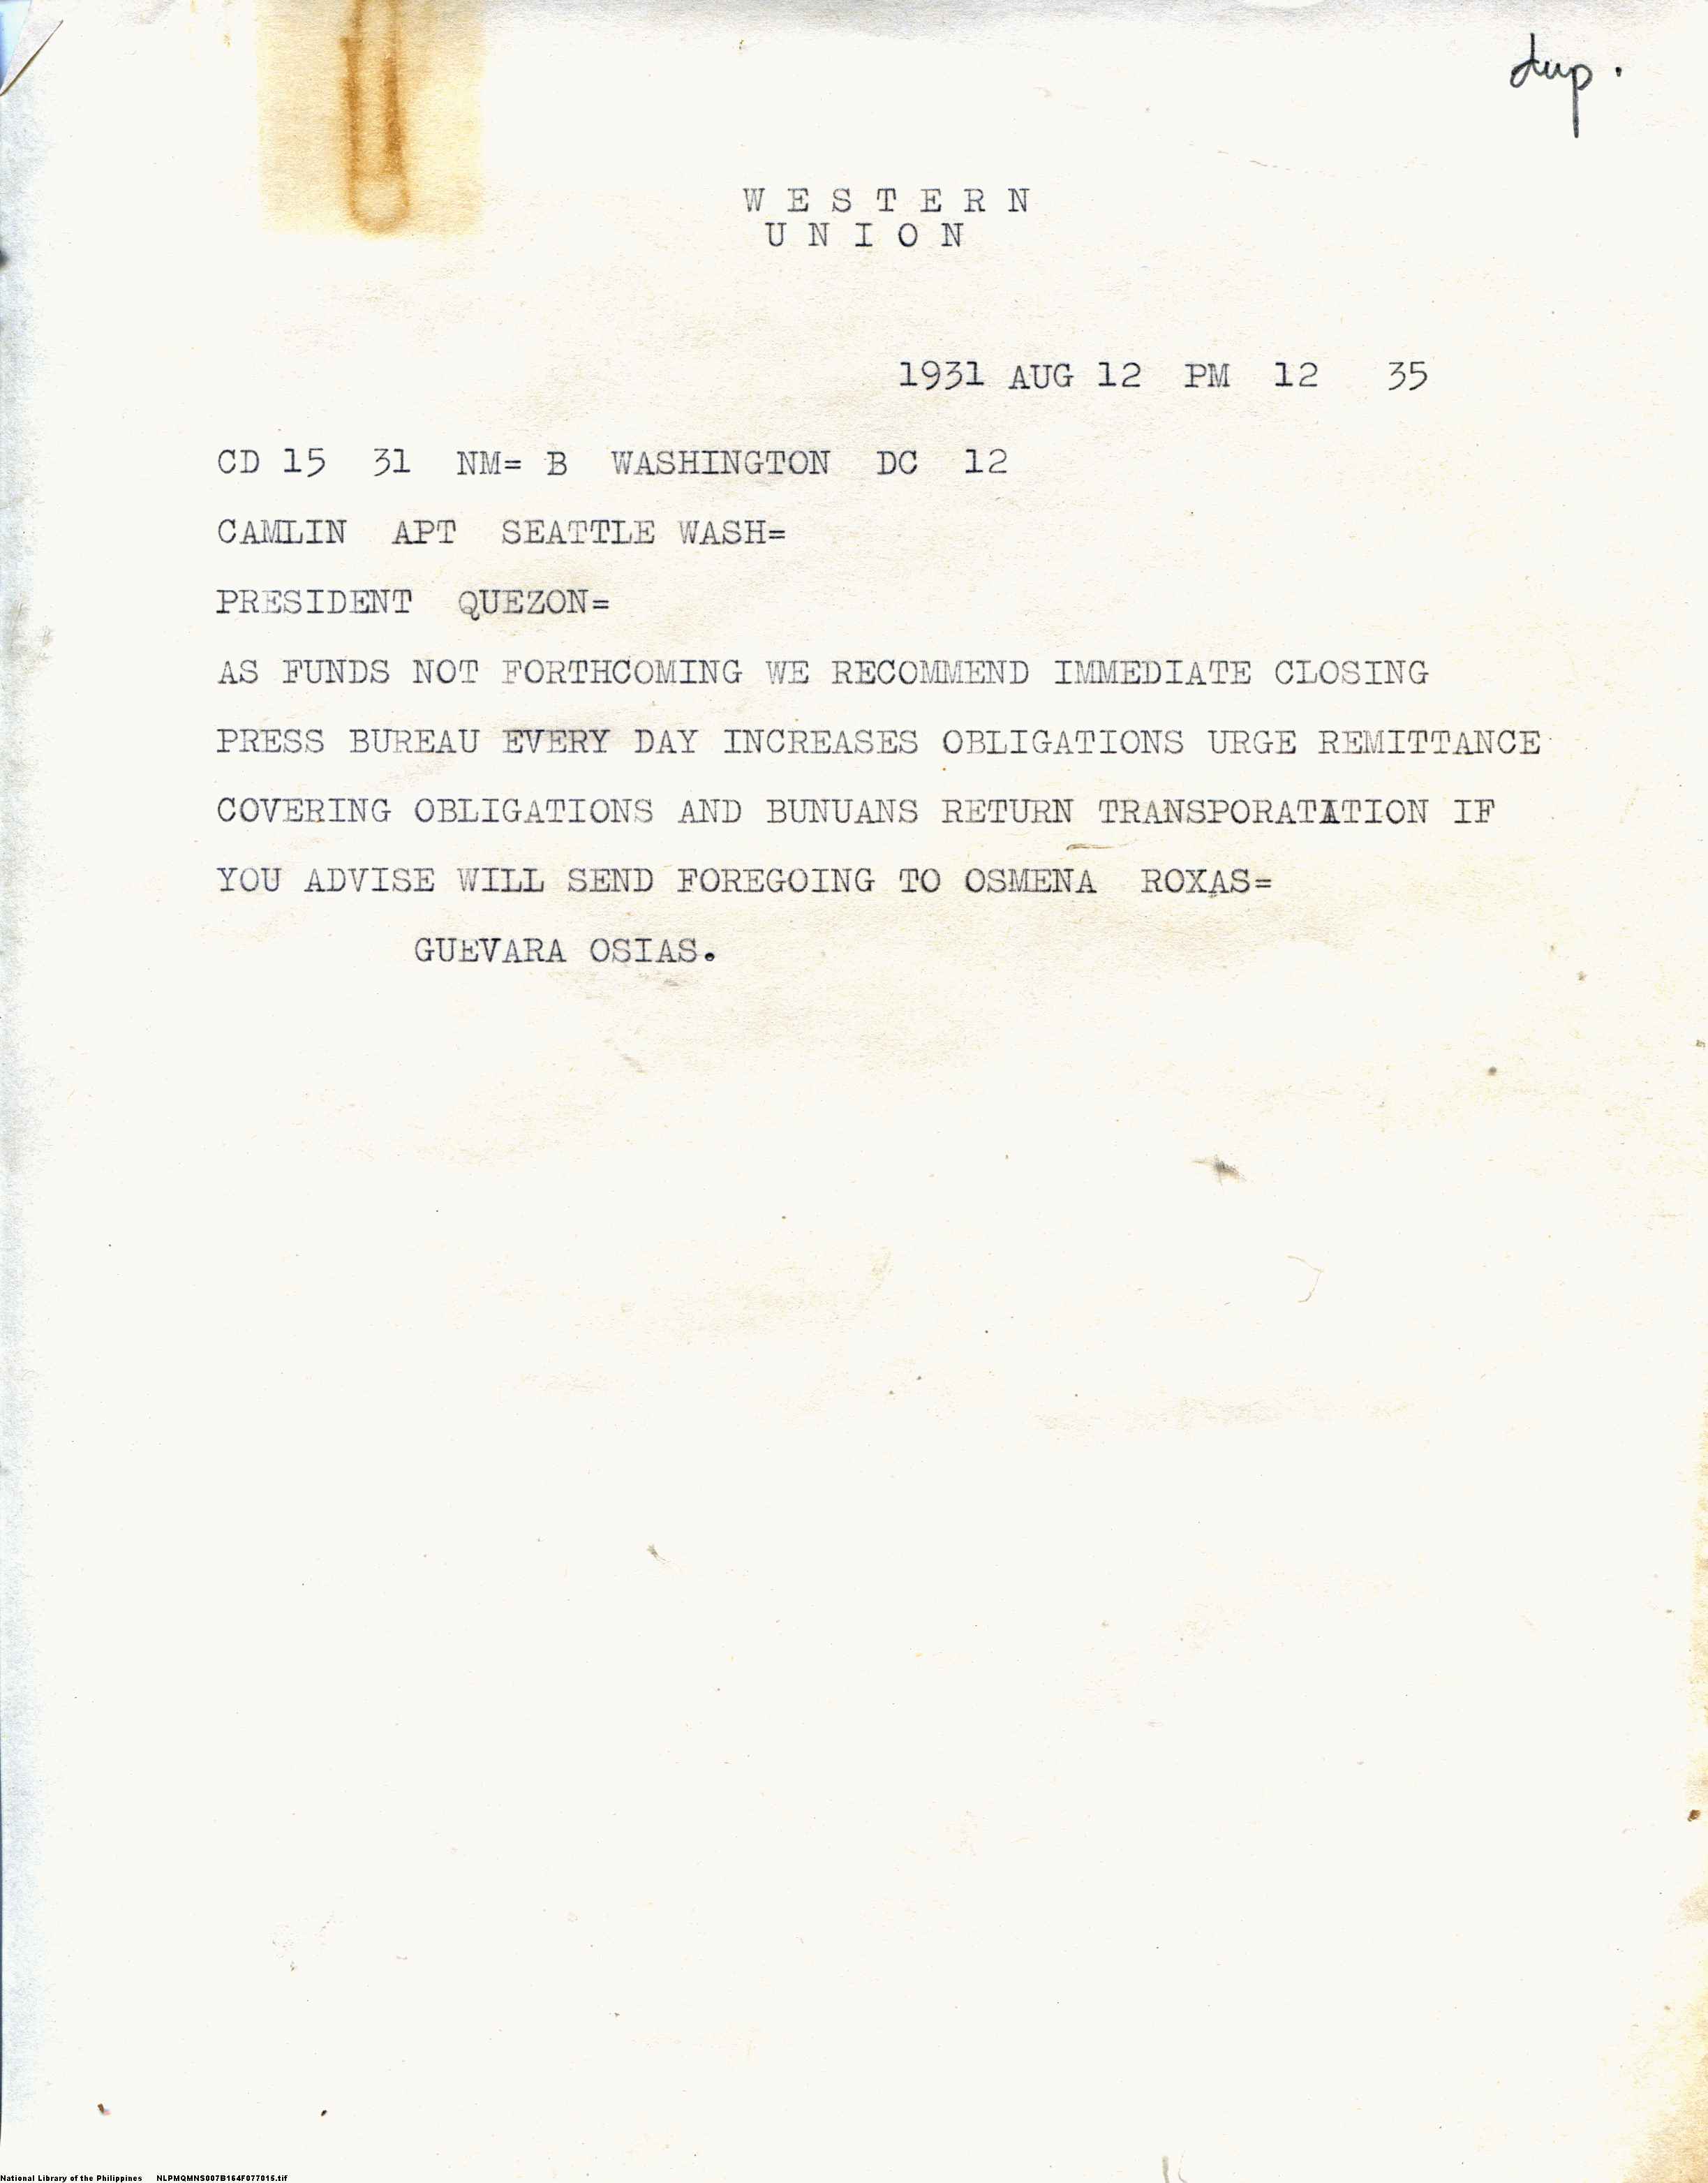 dup.
W E S T E R N
U N I O N
1931 AUG 12 PM 12 35
CD 15 31 NM= B WASHINGTON DC 12
CAMLIN APT SEATTLE WASH=
PRESIDENT QUEZON=
AS FUNDS NOT FORTHCOMING WE RECOMMEND IMMEDIATE CLOSING
PRESS BUREAU EVERY DAY INCREASES OBLIGATIONS URGE REMITTANCE
COVERING OBLIGATIONS AND BUNUANS RETURN TRANSPORATATION IF
YOU ADVISE WILL SEND FOREGOING TO OSMENA ROXAS=
GUEVARA OSIAS.
National Library of the Philippines NLPMQMNS007B164F077015.tif